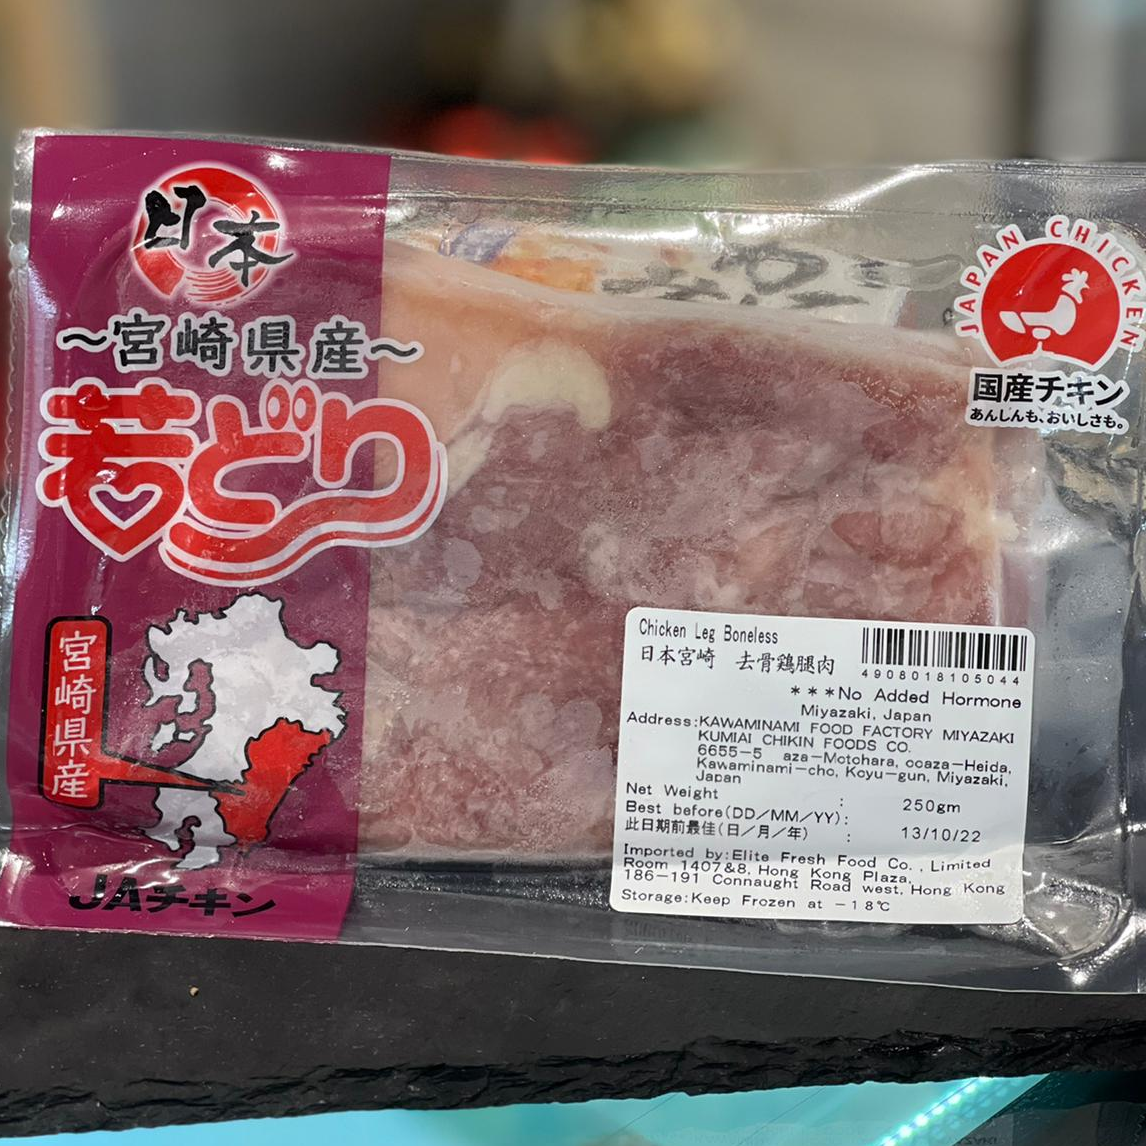 日本
～宮崎県産～
若どり
宮崎県産
JAチキン
JAPAN CHICKEN
国産チキン
あんしんも、おいしさも。
Chicken Leg Boneless
日本宮崎 去骨鶏腿肉
4908018105044
***No Added Hormone
Miyazaki, Japan
Address:KAWAMINAMI FOOD FACTORY MIYAZAKI
KUMIAI CHIKIN FOODS CO.
6655-5 aza-Motohara, ooaza-Heida,
Kawaminami-cho, Koyu-gun, Miyazaki,
Japan
Net Weight : 250gm
Best before(DD/MM/YY):
此日期前最佳(日/月/年) : 13/10/22
Imported by:Elite Fresh Food Co., Limited
Room 1407&8, Hong Kong Plaza,
186-191 Connaught Road west, Hong Kong
Storage:Keep Frozen at -18℃